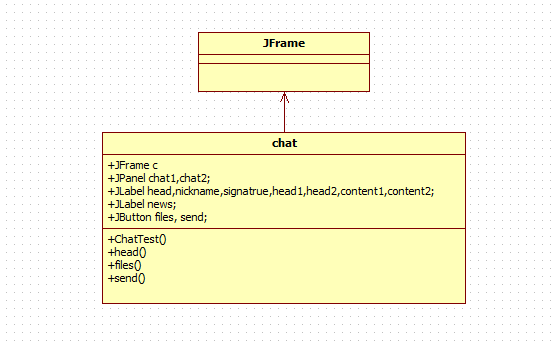 JFrame
chat
+JFrame c
+JPanel chat1,chat2;
+JLabel head,nickname,signatrue,head1,head2,content1,content2;
+JLabel news;
+JButton files, send;
+ChatTest()
+head()
+files()
+send()